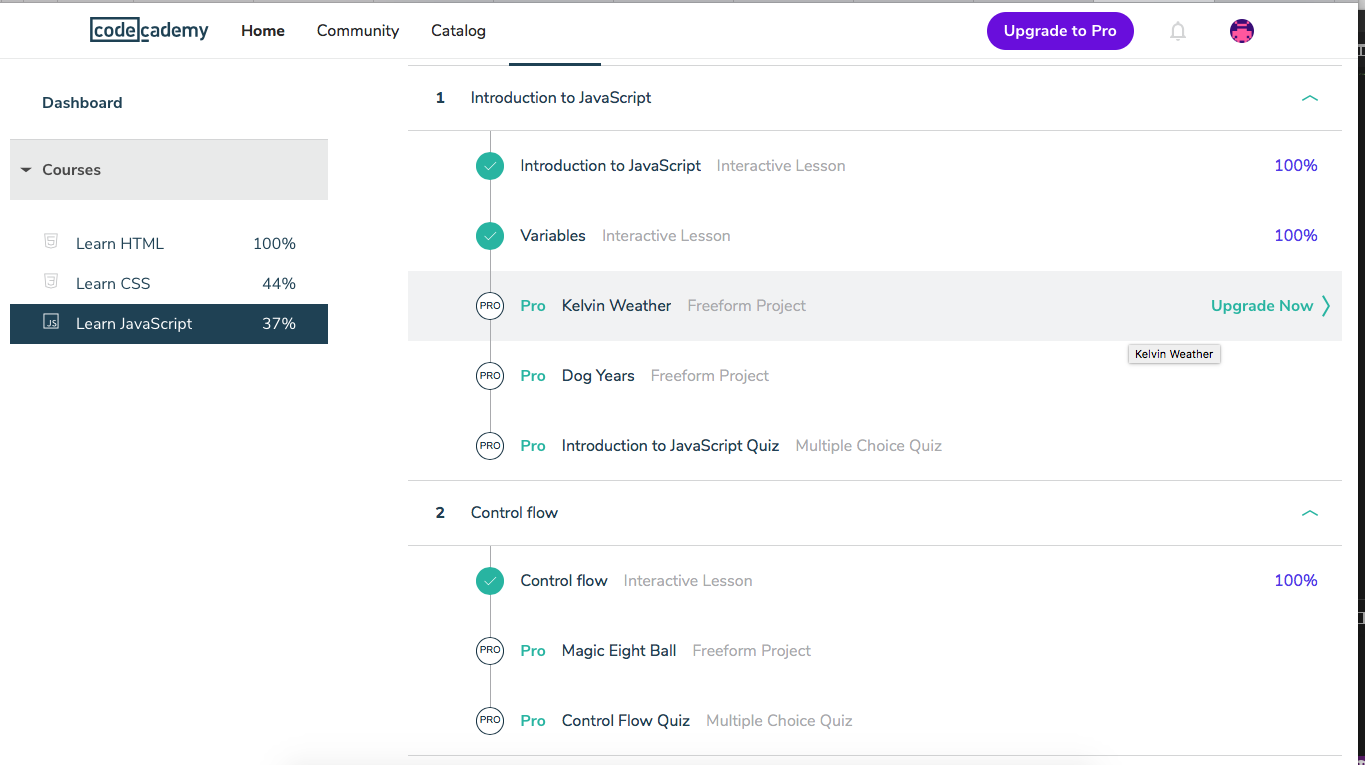 codecademy Home Community Catalog Upgrade to Pro
Dashboard
Courses
Learn HTML 100%
Learn CSS 44%
JS Learn JavaScript 37%
1 Introduction to JavaScript
Introduction to JavaScript Interactive Lesson 100%
Variables Interactive Lesson 100%
PRO Pro Kelvin Weather Freeform Project Upgrade Now
Kelvin Weather
PRO Pro Dog Years Freeform Project
PRO Pro Introduction to JavaScript Quiz Multiple Choice Quiz
2 Control flow
Control flow Interactive Lesson 100%
PRO Pro Magic Eight Ball Freeform Project
PRO Pro Control Flow Quiz Multiple Choice Quiz